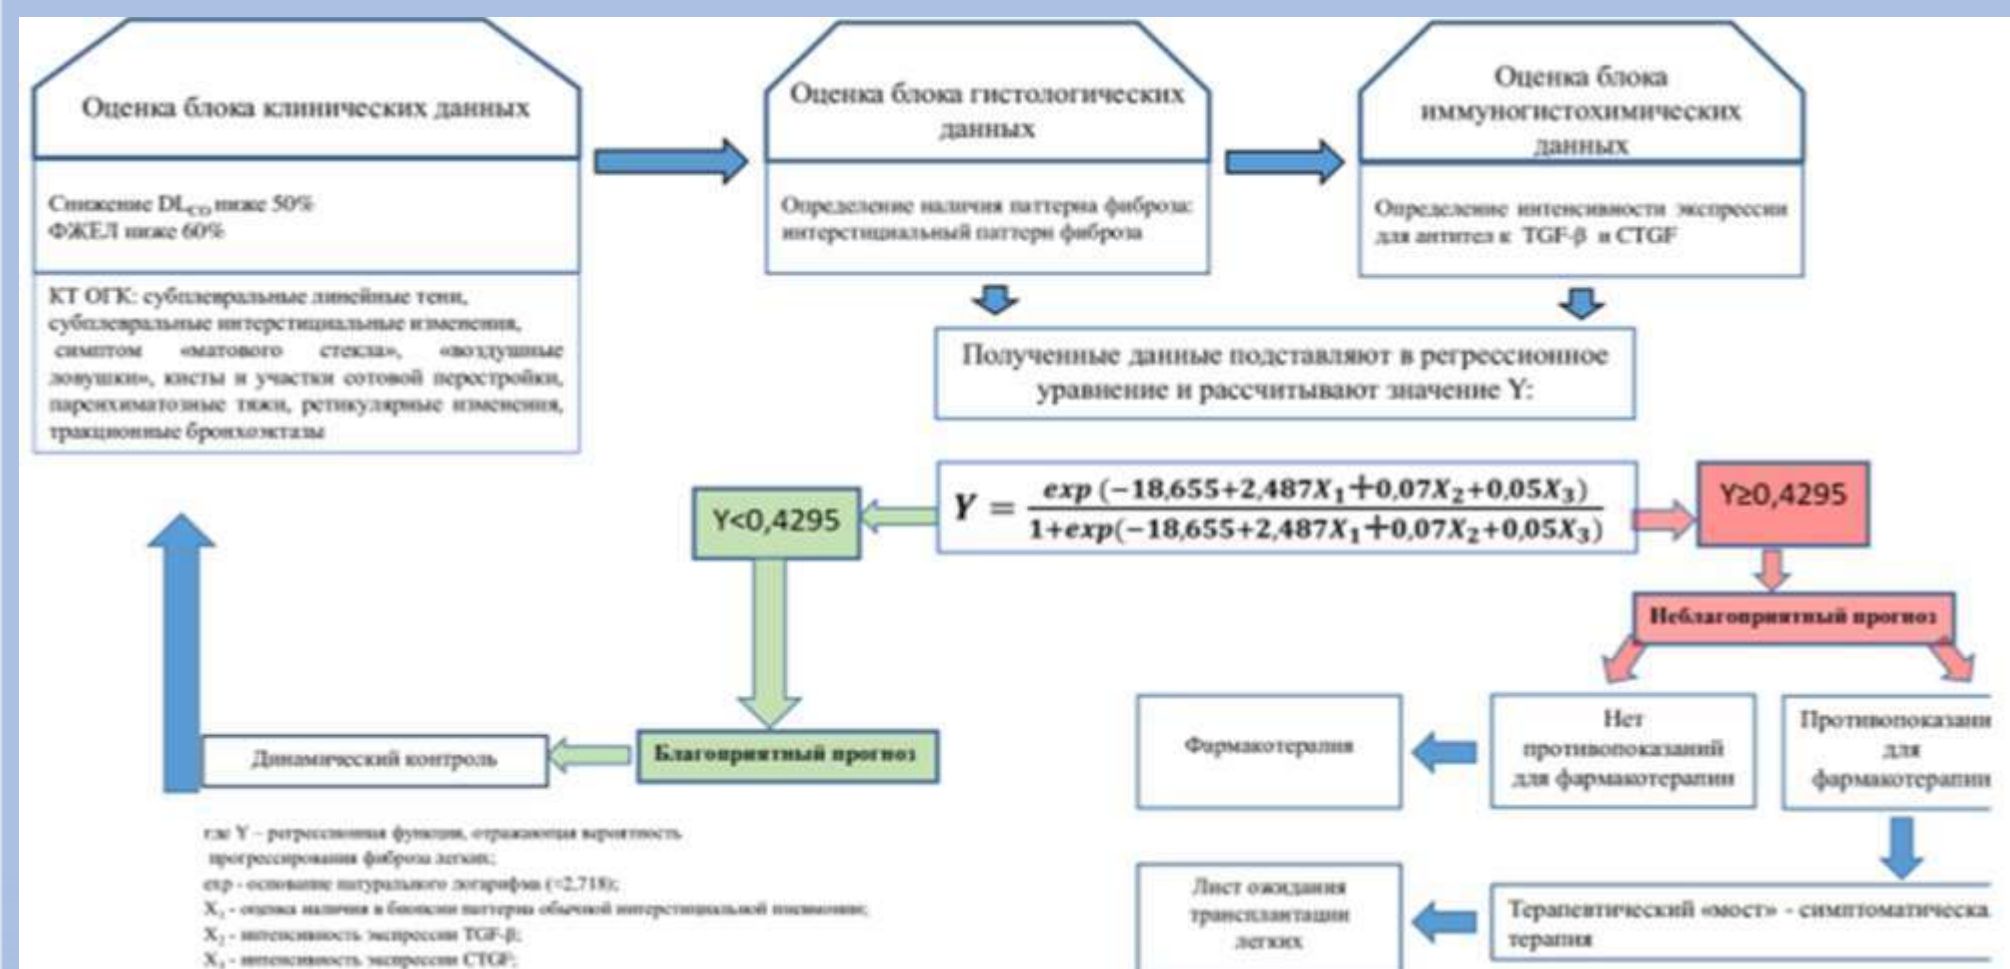 Оценка блока клинических данных
Снижение DLCO ниже 50%
ФЖЕЛ ниже 60%
КТ ОГК: субплевральные линейные тени,
субплевральные интерстициальные изменения,
симптом «матового стекла», «воздушные
ловушки», кисты и участки сотовой перостройки,
паренхиматозные тяжи, ретикулярные изменения,
тракционные бронхоэктазы
Оценка блока гистологических
данных
Определение наличия паттерна фиброза:
интерстициальный паттерн фиброза
Оценка блока
иммуногистохимических
данных
Определение интенсивности экспрессии
для антител к TGF-β и CTGF
Полученные данные подставляют в регрессионное
уравнение и рассчитывают значение Y:
Y<0,4295
Y = exp (−18,655+2,487X₁+0,07X₂+0,05X₃)
1+exp(−18,655+2,487X₁+0,07X₂+0,05X₃)
Y≥0,4295
Неблагоприятный прогноз
Благоприятный прогноз
Динамический контроль
Фармакотерапия
Нет
противопоказаний
для фармакотерапии
Противопоказани
для
фармакотерапии
Лист ожидания
трансплантации
легких
Терапевтический «мост» - симптоматическа
терапия
где Y – регрессионная функция, отражающая вероятность
прогрессирования фиброза легких;
exp - основание натурального логарифма (≈2,718);
X₁ - оценка наличия в биопсии паттерна обычной интерстициальной пневмонии;
X₂ - интенсивность экспрессии TGF-β;
X₃ - интенсивность экспрессии CTGF;